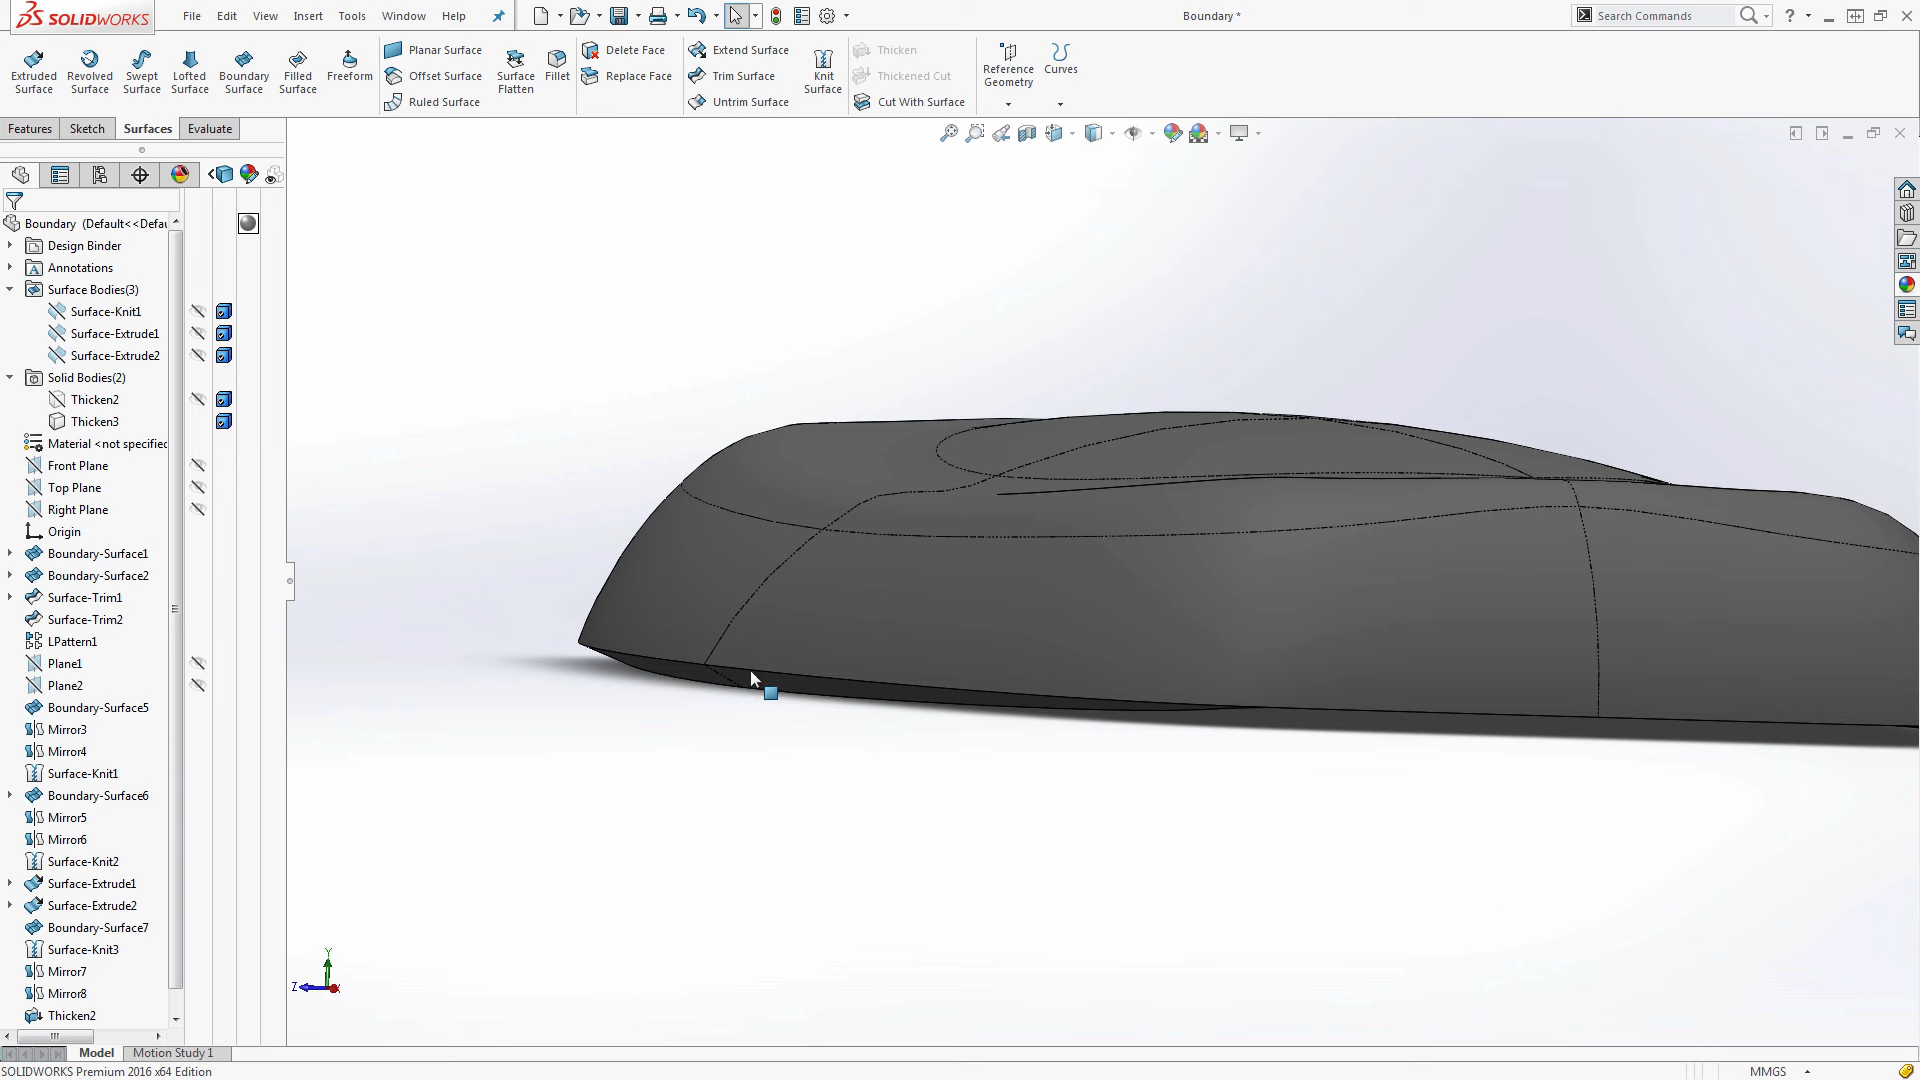 SOLIDWORKS
File Edit View Insert Tools Window Help
Boundary *
Search Commands
Extruded Surface
Revolved Surface
Swept Surface
Lofted Surface
Boundary Surface
Filled Surface
Freeform
Planar Surface
Offset Surface
Ruled Surface
Surface Flatten
Fillet
Delete Face
Replace Face
Extend Surface
Trim Surface
Untrim Surface
Knit Surface
Thicken
Thickened Cut
Cut With Surface
Reference Geometry
Curves
Features Sketch Surfaces Evaluate
Boundary (Default<<Defau
Design Binder
Annotations
Surface Bodies(3)
Surface-Knit1
Surface-Extrude1
Surface-Extrude2
Solid Bodies(2)
Thicken2
Thicken3
Material <not specified
Front Plane
Top Plane
Right Plane
Origin
Boundary-Surface1
Boundary-Surface2
Surface-Trim1
Surface-Trim2
LPattern1
Plane1
Plane2
Boundary-Surface5
Mirror3
Mirror4
Surface-Knit1
Boundary-Surface6
Mirror5
Mirror6
Surface-Knit2
Surface-Extrude1
Surface-Extrude2
Boundary-Surface7
Surface-Knit3
Mirror7
Mirror8
Thicken2
Y
Z
Model Motion Study 1
SOLIDWORKS Premium 2016 x64 Edition
MMGS